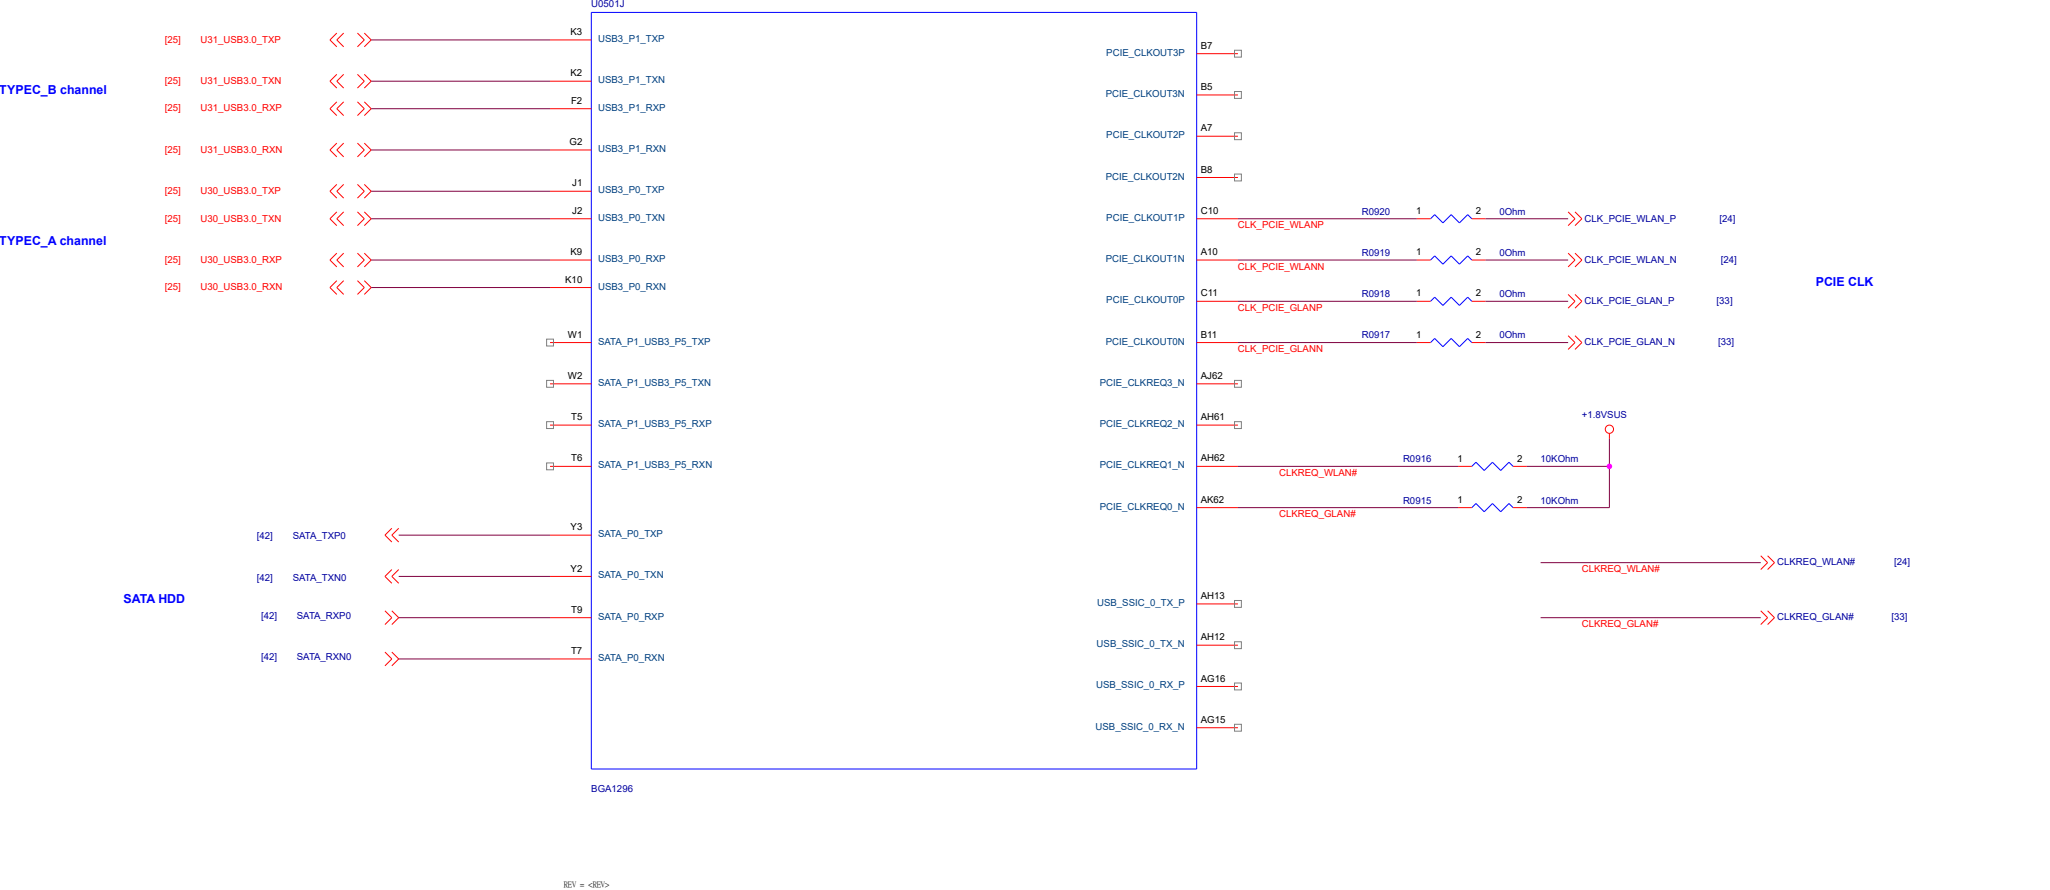 U0501J
[25] U31_USB3.0_TXP K3 USB3_P1_TXP
PCIE_CLKOUT3P B7
[25] U31_USB3.0_TXN K2 USB3_P1_TXN
TYPEC_B channel
PCIE_CLKOUT3N B5
[25] U31_USB3.0_RXP F2 USB3_P1_RXP
PCIE_CLKOUT2P A7
[25] U31_USB3.0_RXN G2 USB3_P1_RXN
PCIE_CLKOUT2N B8
[25] U30_USB3.0_TXP J1 USB3_P0_TXP
[25] U30_USB3.0_TXN J2 USB3_P0_TXN
PCIE_CLKOUT1P C10 CLK_PCIE_WLANP R0920 1 2 0Ohm CLK_PCIE_WLAN_P [24]
TYPEC_A channel
[25] U30_USB3.0_RXP K9 USB3_P0_RXP
PCIE_CLKOUT1N A10 CLK_PCIE_WLANN R0919 1 2 0Ohm CLK_PCIE_WLAN_N [24]
[25] U30_USB3.0_RXN K10 USB3_P0_RXN
PCIE CLK
PCIE_CLKOUT0P C11 CLK_PCIE_GLANP R0918 1 2 0Ohm CLK_PCIE_GLAN_P [33]
W1 SATA_P1_USB3_P5_TXP
PCIE_CLKOUT0N B11 CLK_PCIE_GLANN R0917 1 2 0Ohm CLK_PCIE_GLAN_N [33]
W2 SATA_P1_USB3_P5_TXN
PCIE_CLKREQ3_N AJ62
+1.8VSUS
T5 SATA_P1_USB3_P5_RXP
PCIE_CLKREQ2_N AH61
T6 SATA_P1_USB3_P5_RXN
PCIE_CLKREQ1_N AH62 CLKREQ_WLAN# R0916 1 2 10KOhm
PCIE_CLKREQ0_N AK62 CLKREQ_GLAN# R0915 1 2 10KOhm
[42] SATA_TXP0 Y3 SATA_P0_TXP
CLKREQ_WLAN# CLKREQ_WLAN# [24]
[42] SATA_TXN0 Y2 SATA_P0_TXN
SATA HDD
USB_SSIC_0_TX_P AH13
[42] SATA_RXP0 T9 SATA_P0_RXP
CLKREQ_GLAN# CLKREQ_GLAN# [33]
USB_SSIC_0_TX_N AH12
[42] SATA_RXN0 T7 SATA_P0_RXN
USB_SSIC_0_RX_P AG16
USB_SSIC_0_RX_N AG15
BGA1296
REV = <REV>